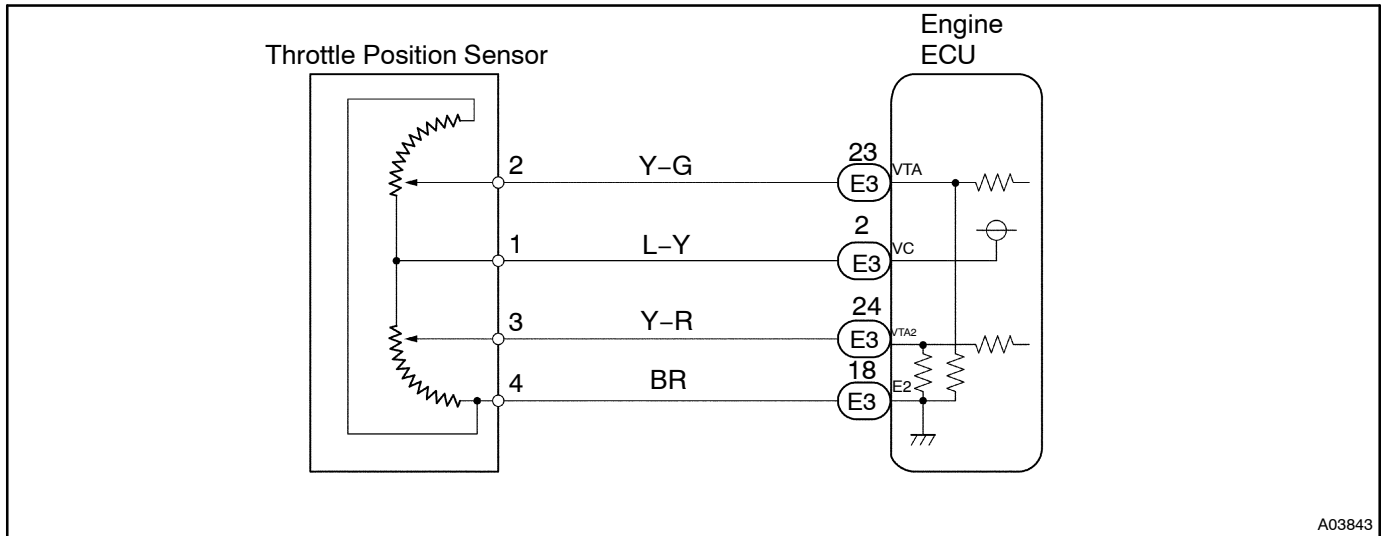 Engine
ECU
Throttle Position Sensor
2 Y–G 23 E3 VTA
1 L–Y 2 E3 VC
3 Y–R 24 E3 VTA2
4 BR 18 E3 E2
A03843